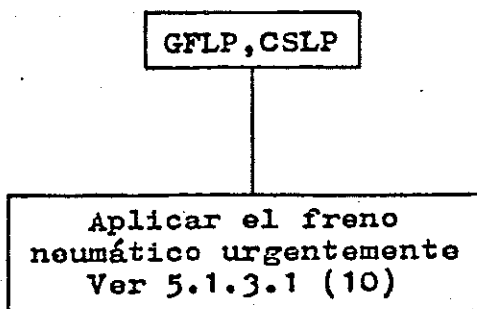 GFLP,CSLP
Aplicar el freno
neumático urgentemente
Ver 5.1.3.1 (10)